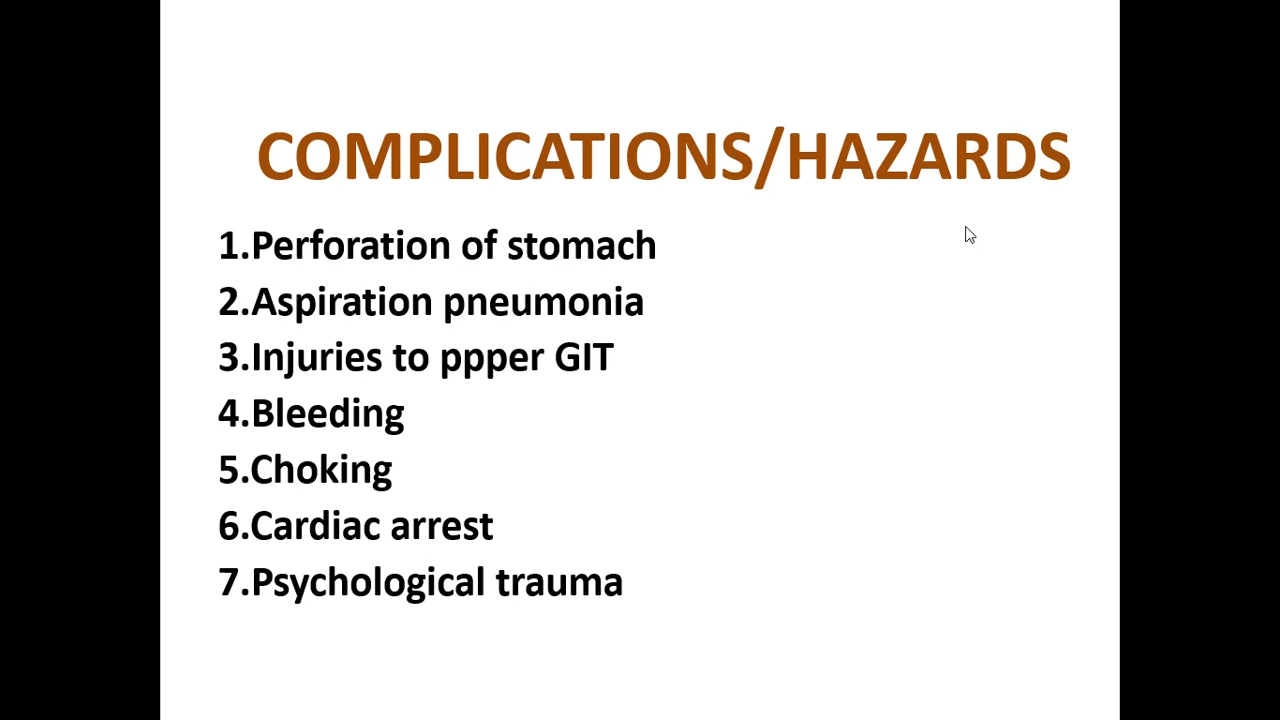 COMPLICATIONS/HAZARDS
1.Perforation of stomach
2.Aspiration pneumonia
3.Injuries to ppper GIT
4.Bleeding
5.Choking
6.Cardiac arrest
7.Psychological trauma